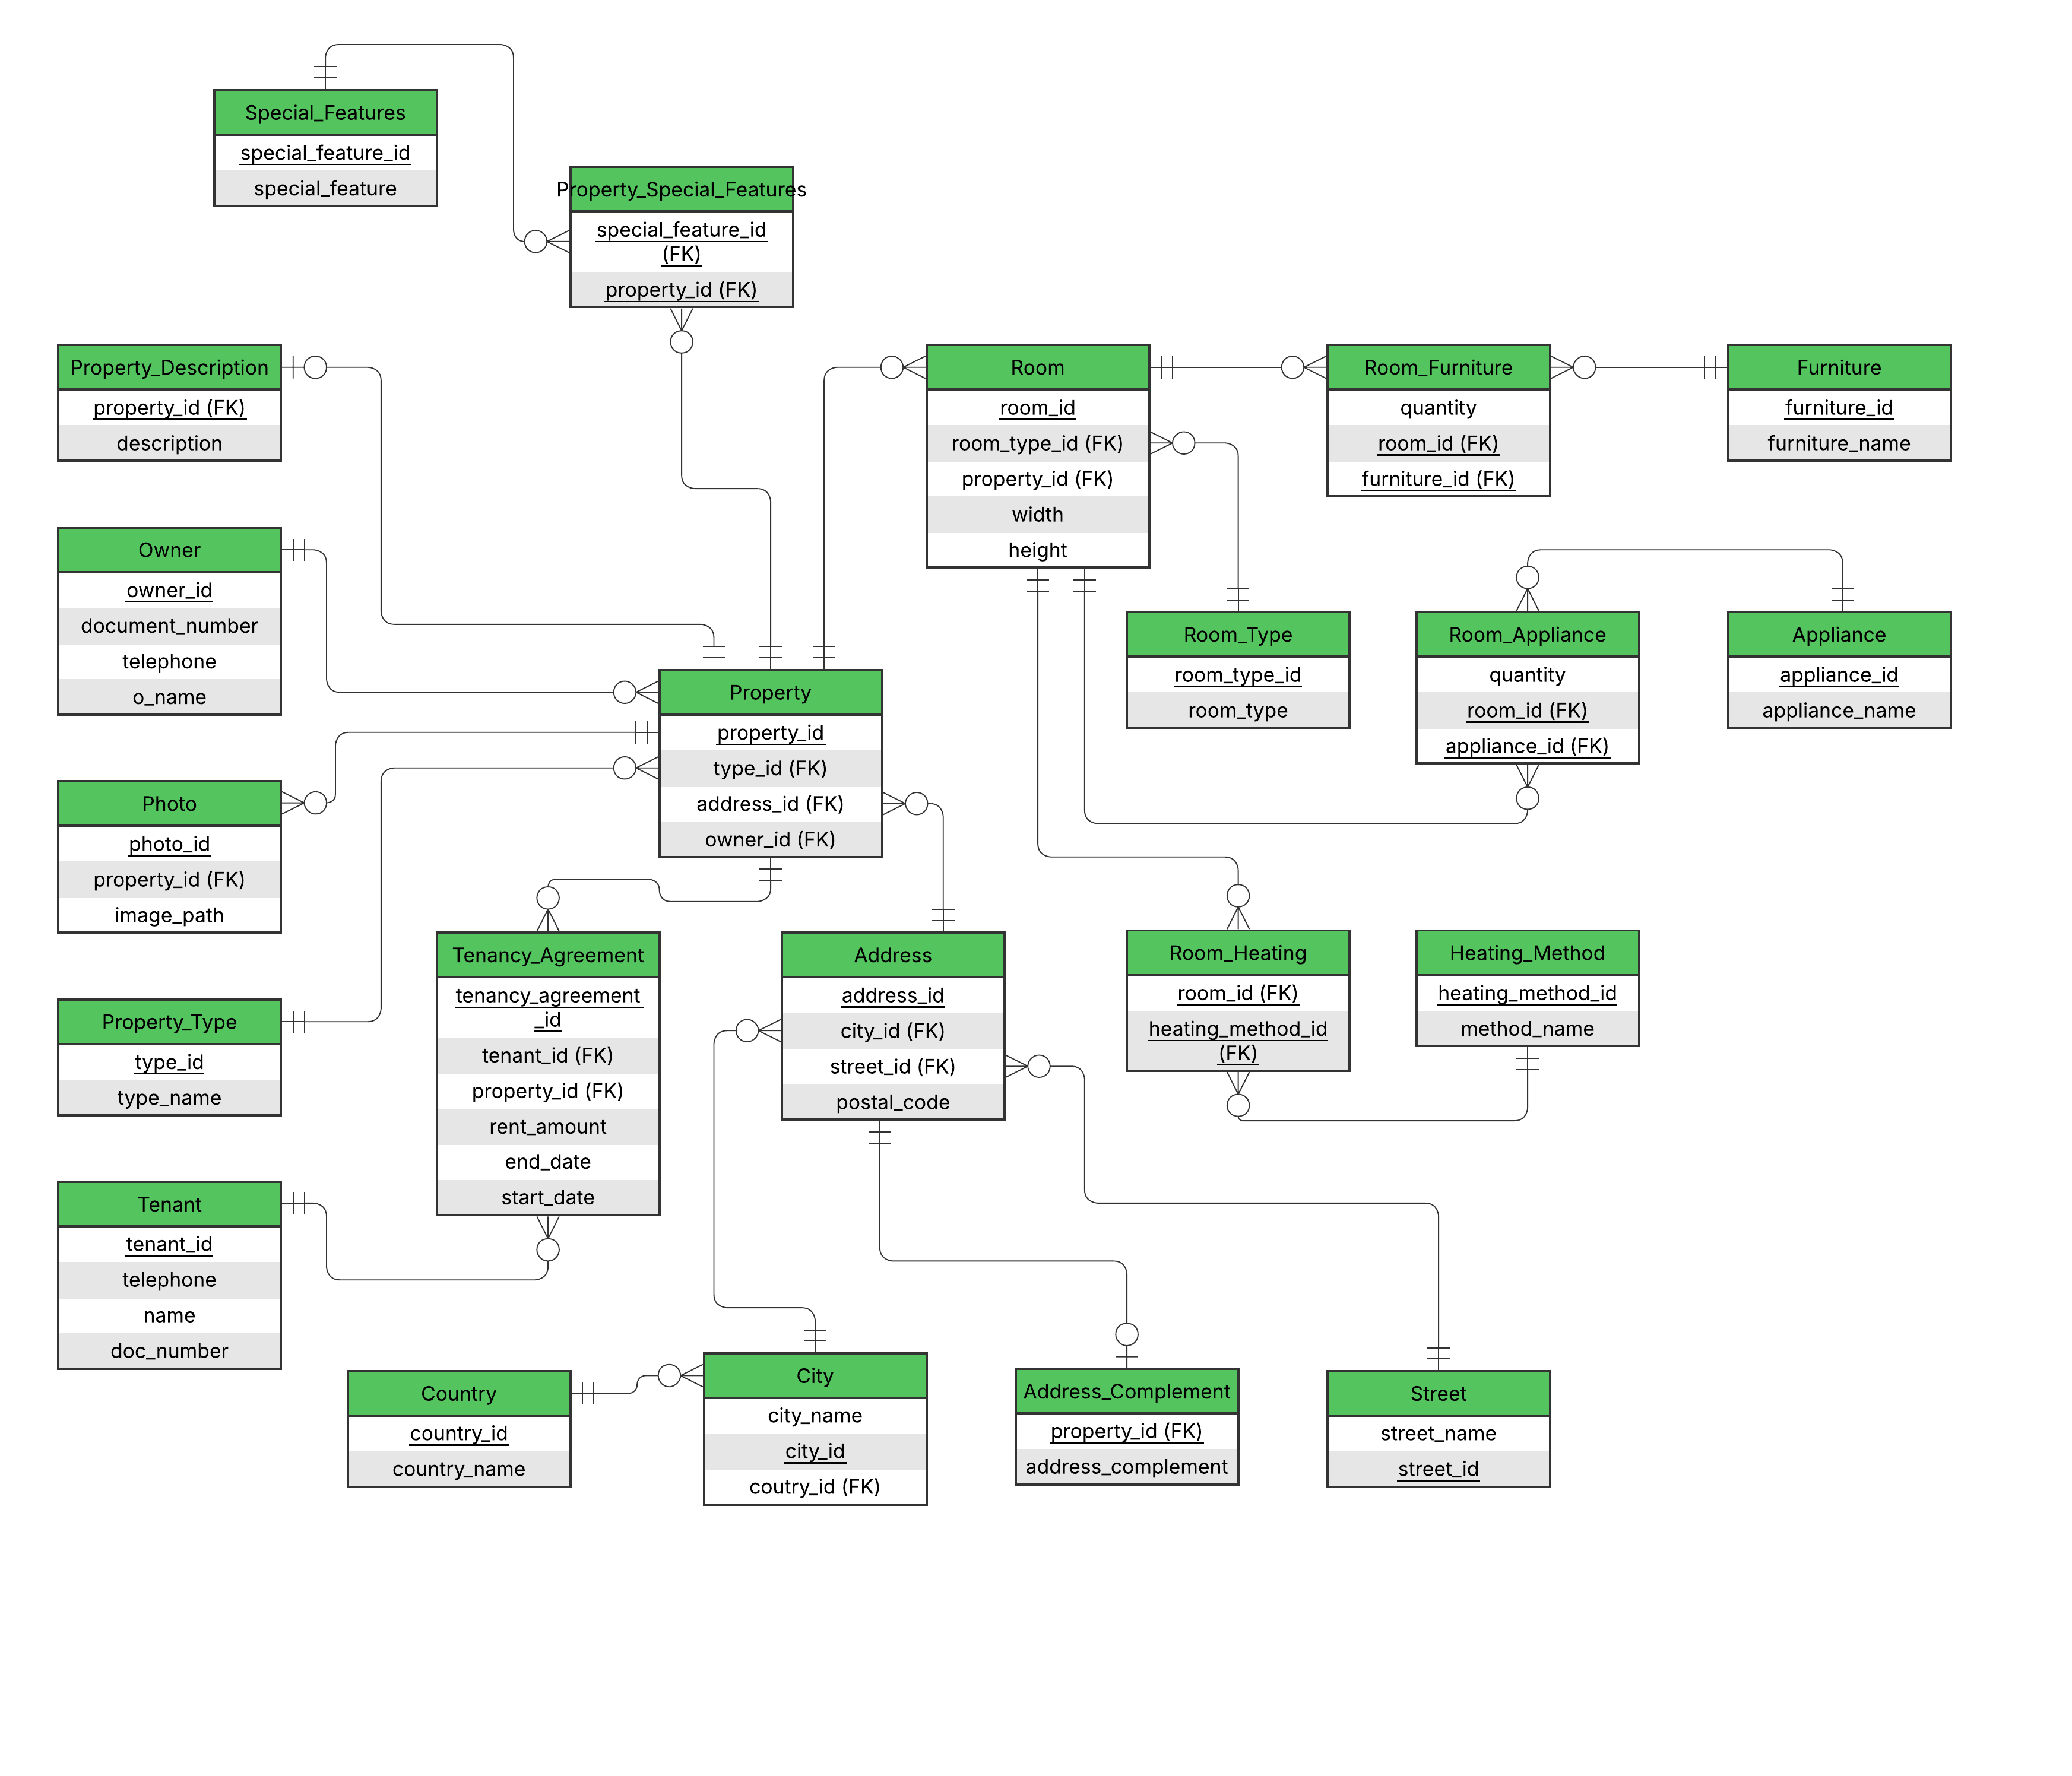 Special_Features
special_feature_id
special_feature
Property_Special_Features
special_feature_id
(FK)
property_id (FK)
Property_Description
property_id (FK)
description
Room
room_id
room_type_id (FK)
property_id (FK)
width
height
Room_Furniture
quantity
room_id (FK)
furniture_id (FK)
Furniture
furniture_id
furniture_name
Owner
owner_id
document_number
telephone
o_name
Property
property_id
type_id (FK)
address_id (FK)
owner_id (FK)
Room_Type
room_type_id
room_type
Room_Appliance
quantity
room_id (FK)
appliance_id (FK)
Appliance
appliance_id
appliance_name
Photo
photo_id
property_id (FK)
image_path
Tenancy_Agreement
tenancy_agreement
_id
tenant_id (FK)
property_id (FK)
rent_amount
end_date
start_date
Address
address_id
city_id (FK)
street_id (FK)
postal_code
Room_Heating
room_id (FK)
heating_method_id
(FK)
Heating_Method
heating_method_id
method_name
Property_Type
type_id
type_name
Tenant
tenant_id
telephone
name
doc_number
Country
country_id
country_name
City
city_name
city_id
coutry_id (FK)
Address_Complement
property_id (FK)
address_complement
Street
street_name
street_id